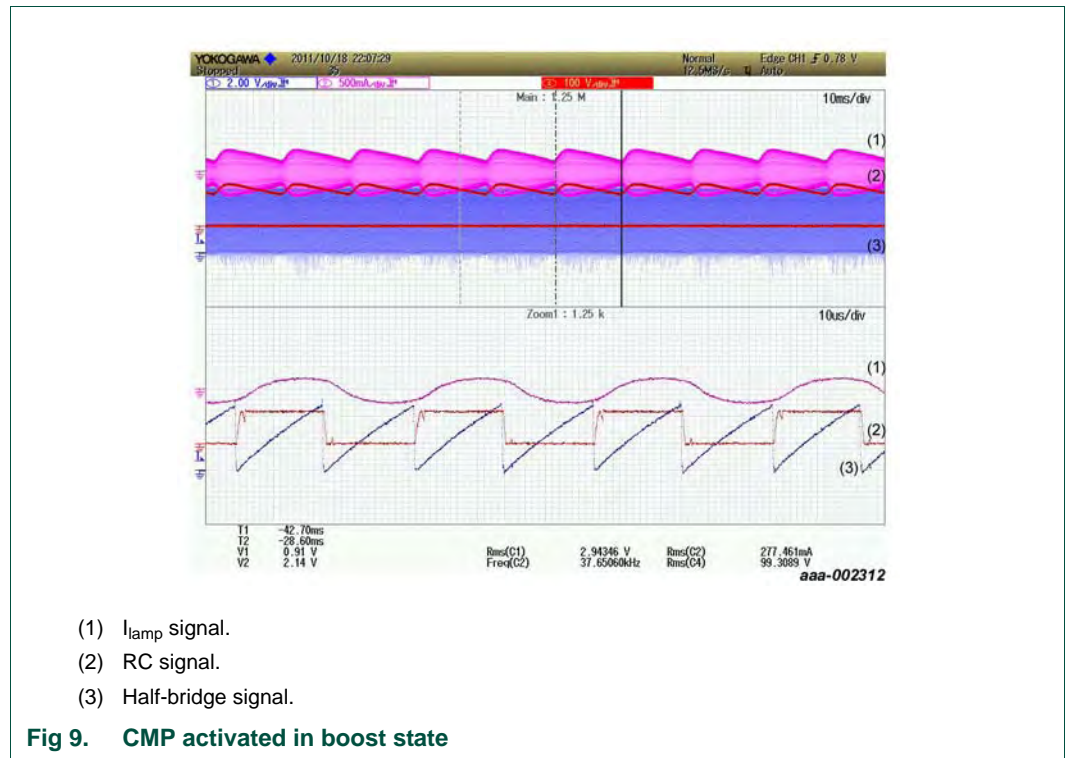 YOKOGAWA 2011/10/18 22:07:29 Normal Edge CH1 0.78 V
Stopped 35 12.5MS/s Auto
2.00 V/div 500mA/div 100 V/div
Main : 1.25 M 10ms/div
(1)
(2)
(3)
Zoom1 : 1.25 k 10us/div
(1)
(2)
(3)
T1 -42.70ms
T2 -28.60ms
V1 0.91 V Rms(C1) 2.94346 V Rms(C2) 277.461mA
V2 2.14 V Freq(C2) 37.65060kHz Rms(C4) 99.3089 V
aaa-002312
(1) Ilamp signal.
(2) RC signal.
(3) Half-bridge signal.
Fig 9. CMP activated in boost state